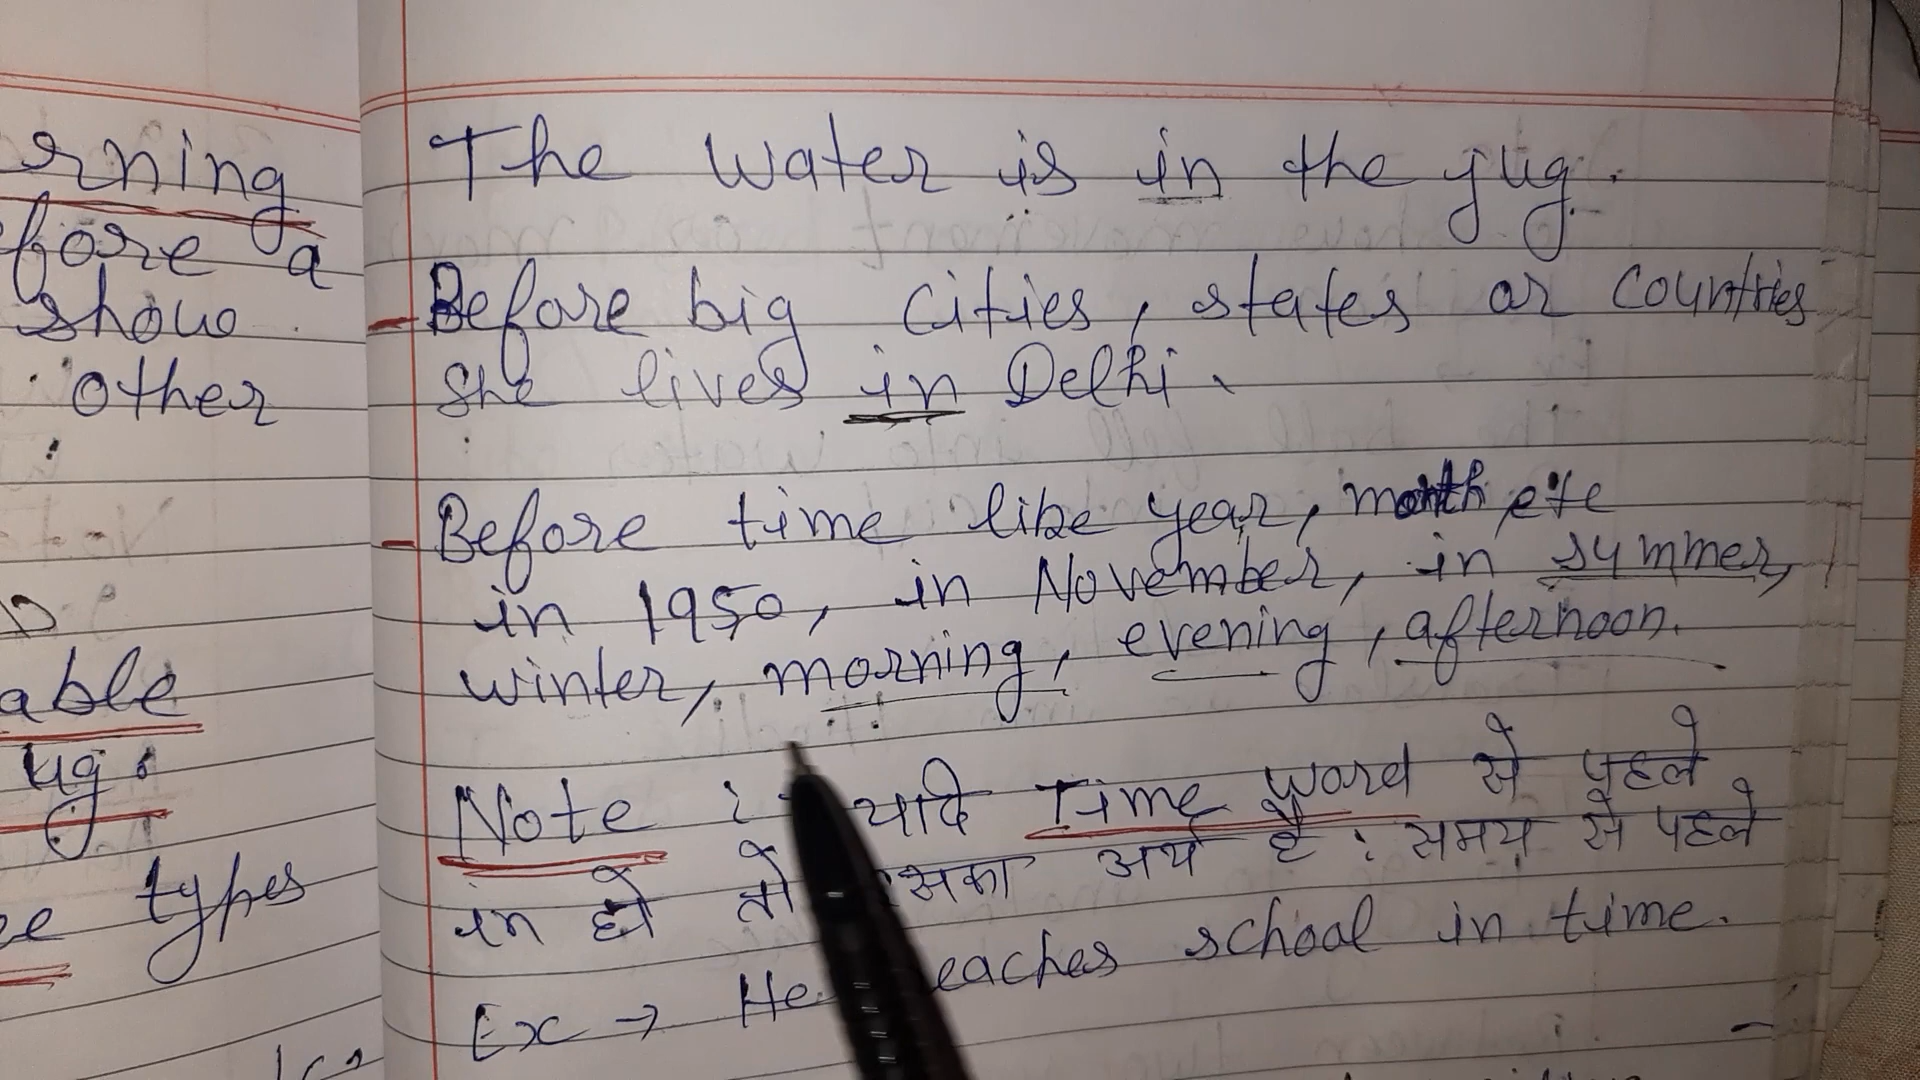 erning
efore a
show
other
able
ug.
types
The water is in the jug.
- Before big cities, states or countries
She lives in Delhi.
- Before time like year, month, etc
in 1950, in November, in summer,
winter, morning, evening, afternoon.
Note :- यदि Time word से पहले
in हो तो इसका अर्थ है : समय से पहले
Ex → He reaches school in time.